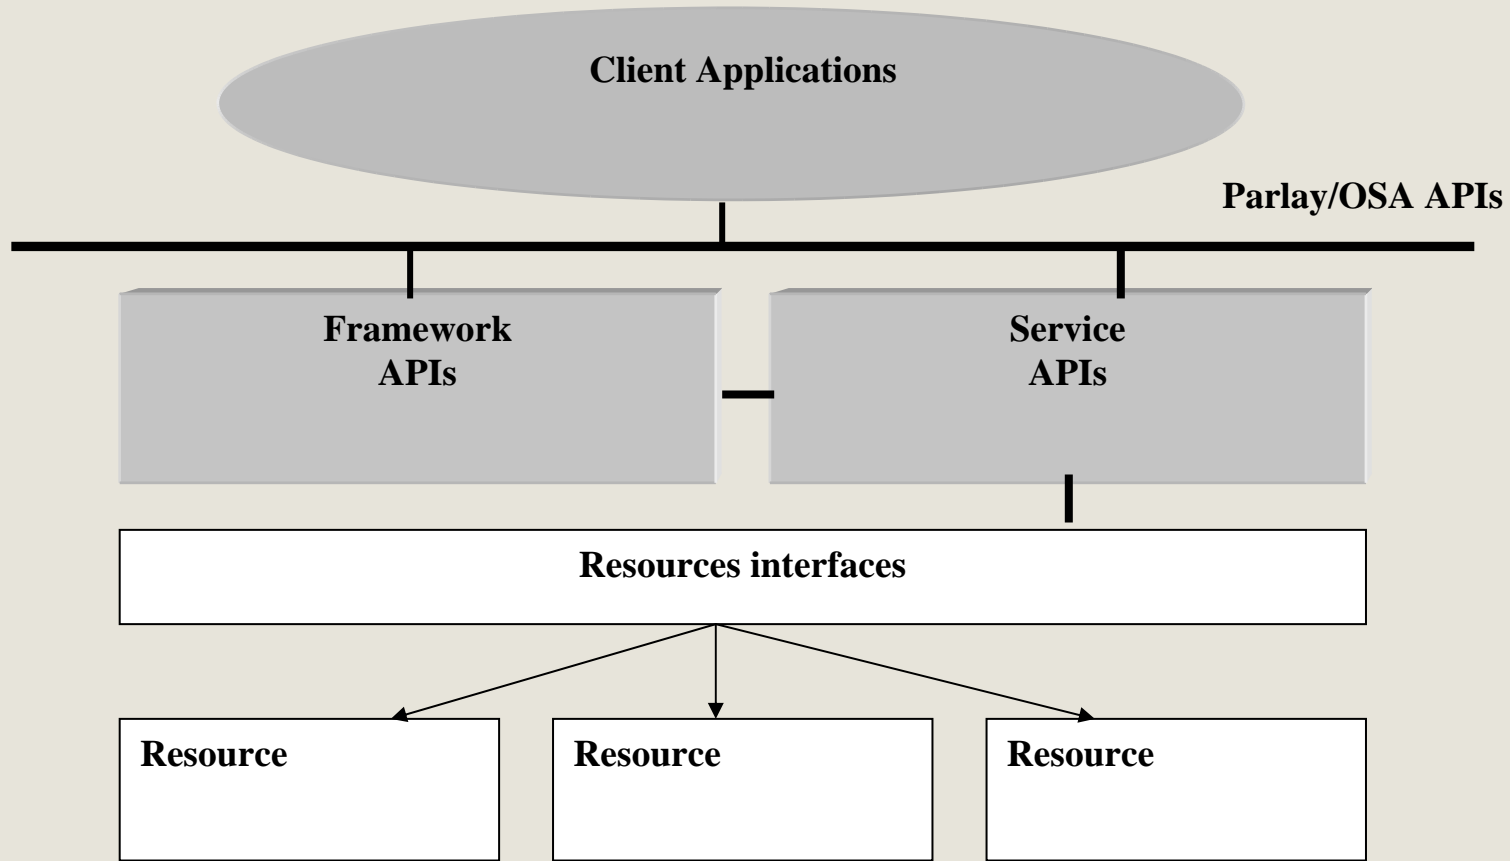 Client Applications
Parlay/OSA APIs
Framework
APIs
Service
APIs
Resources interfaces
Resource
Resource
Resource